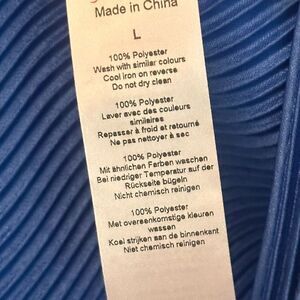 Made in China
L
100% Polyester
Wash with similar colours
Cool iron on reverse
Do not dry clean
100% Polyester
Laver avec des couleurs
similaires
Repasser à froid et retourné
Ne pas nettoyer à sec
100% Polyester
Mit ähnlichen Farben waschen
Bei niedriger Temperatur auf der
Rückseite bügeln
Nicht chemisch reinigen
100% Polyester
Met overeenkomstige kleuren
wassen
Koel strijken aan de binnenkant
Niet chemisch reinigen